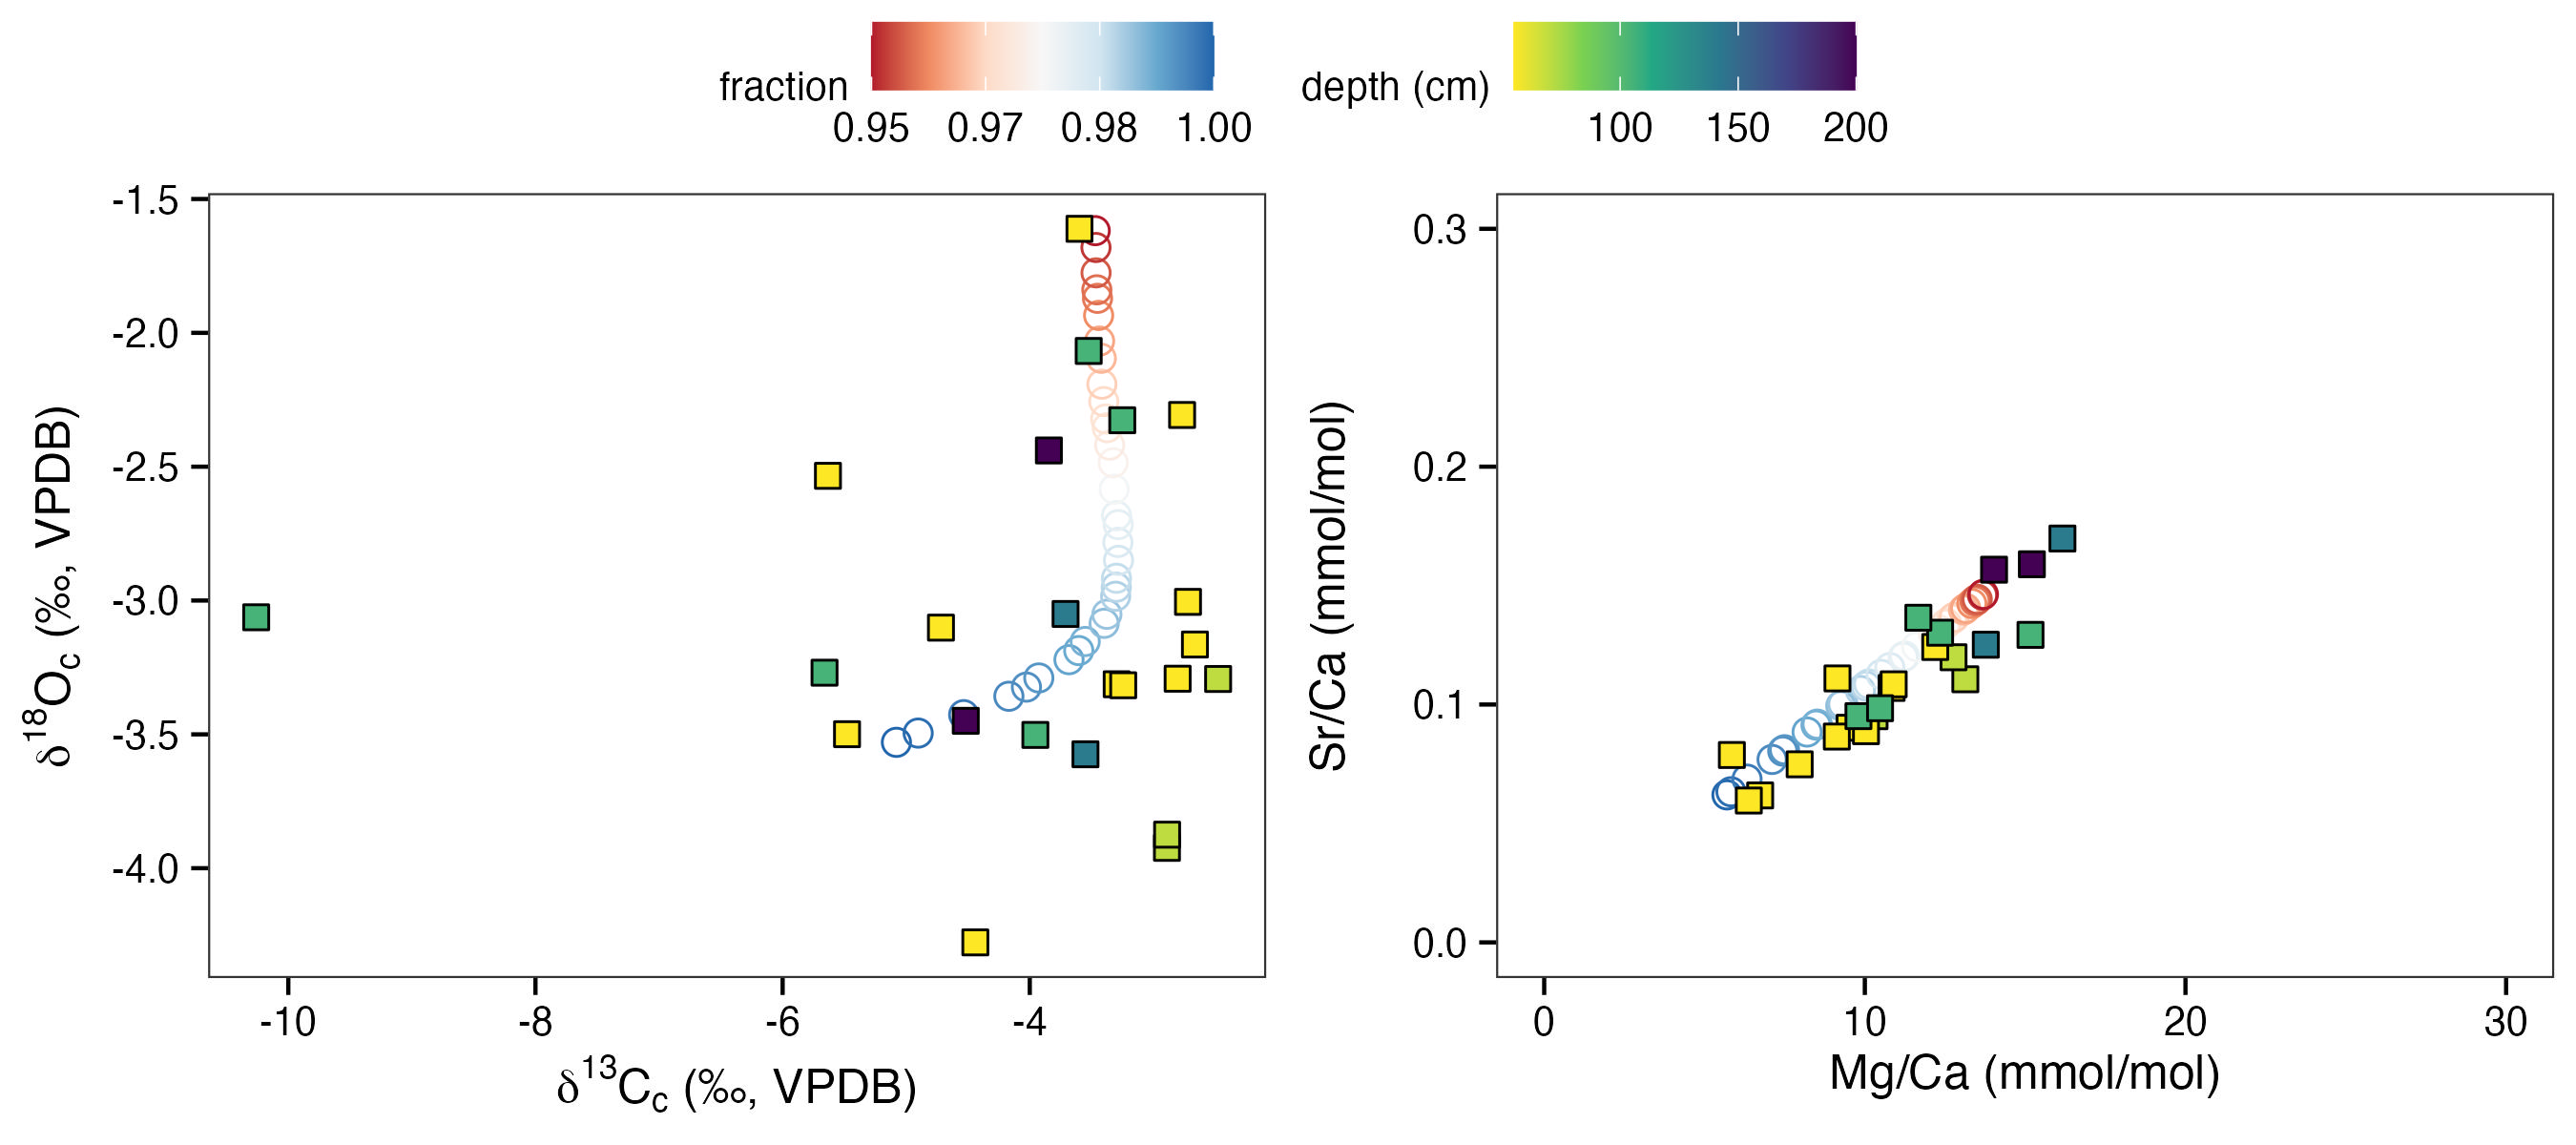 fraction
0.95 0.97 0.98 1.00
depth (cm)
100 150 200
-1.5
-2.0
-2.5
-3.0
-3.5
-4.0
δ18Oc (‰, VPDB)
-10 -8 -6 -4
δ13Cc (‰, VPDB)
0.3
0.2
0.1
0.0
Sr/Ca (mmol/mol)
0 10 20 30
Mg/Ca (mmol/mol)